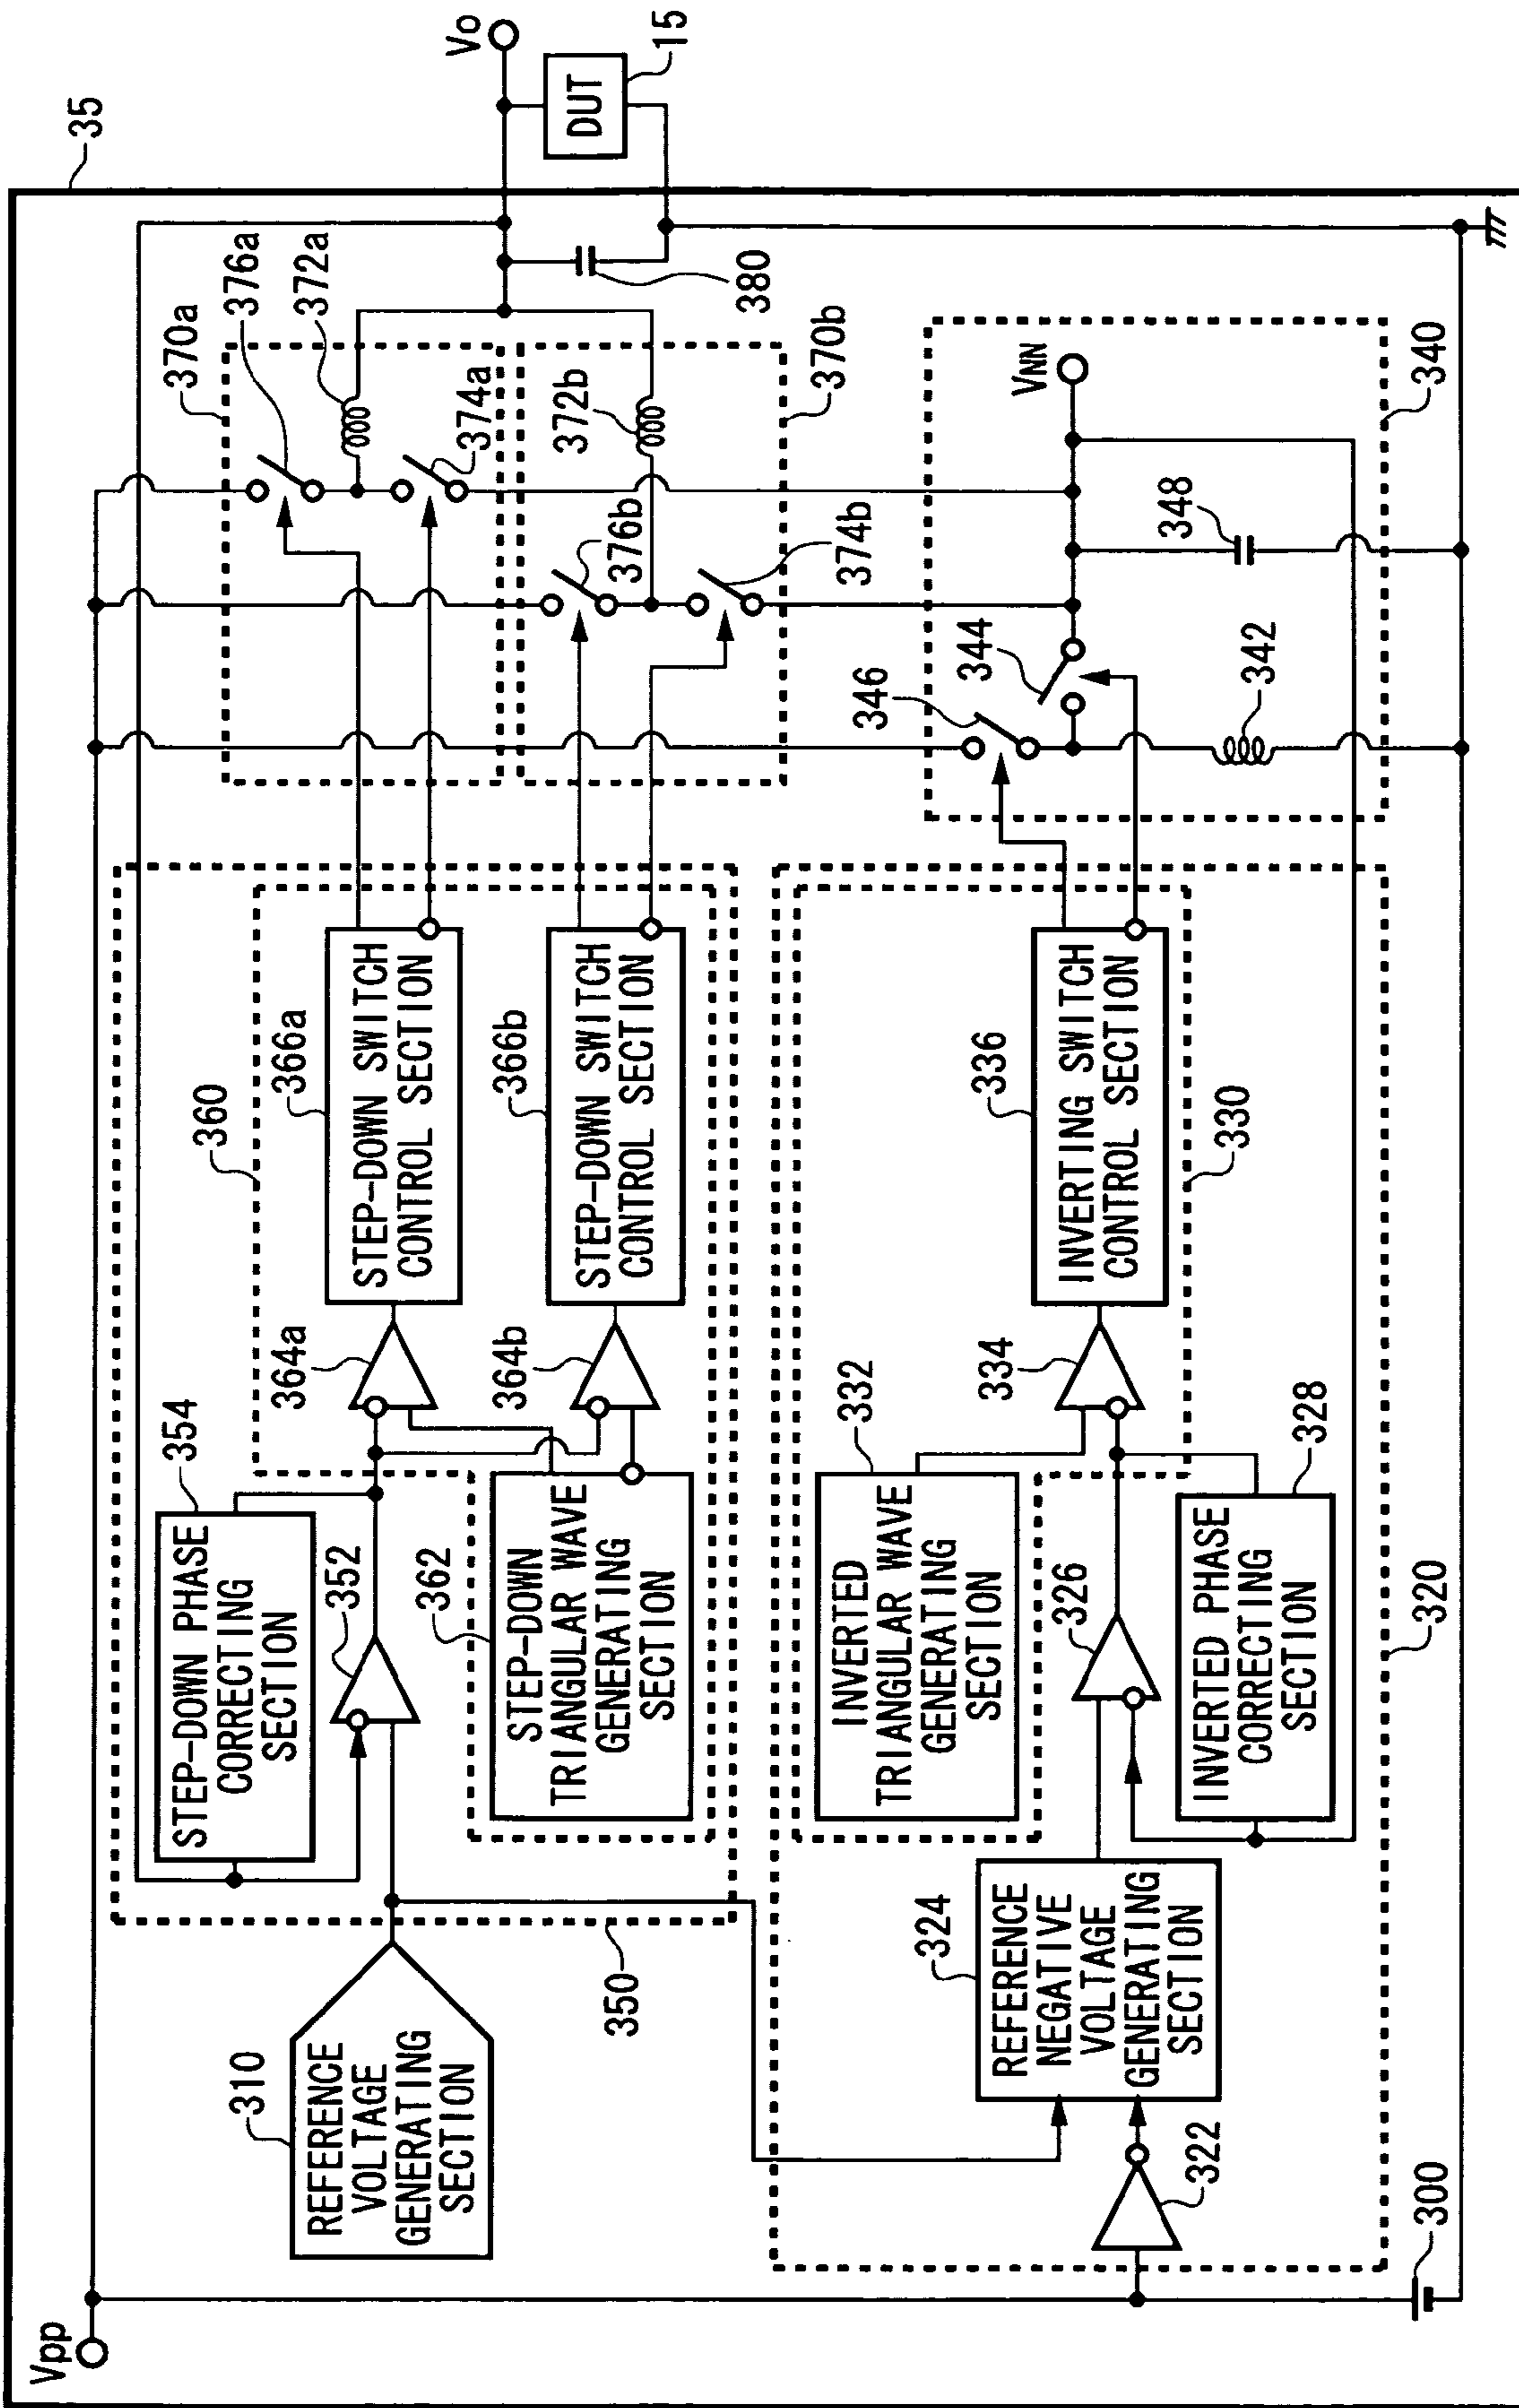 35
Vpp
Vo
DUT
15
376a
370a
372a
374a
380
370b
372b
376b
374b
VNN
340
348
344
346
342
360
366a
STEP-DOWN SWITCH
CONTROL SECTION
366b
STEP-DOWN SWITCH
CONTROL SECTION
364a
364b
354
STEP-DOWN PHASE
CORRECTING
SECTION
352
362
STEP-DOWN
TRIANGULAR WAVE
GENERATING
SECTION
310
REFERENCE
VOLTAGE
GENERATING
SECTION
350
336
INVERTING SWITCH
CONTROL SECTION
330
334
332
INVERTED
TRIANGULAR WAVE
GENERATING
SECTION
326
328
INVERTED PHASE
CORRECTING
SECTION
320
324
REFERENCE
NEGATIVE
VOLTAGE
GENERATING
SECTION
322
300